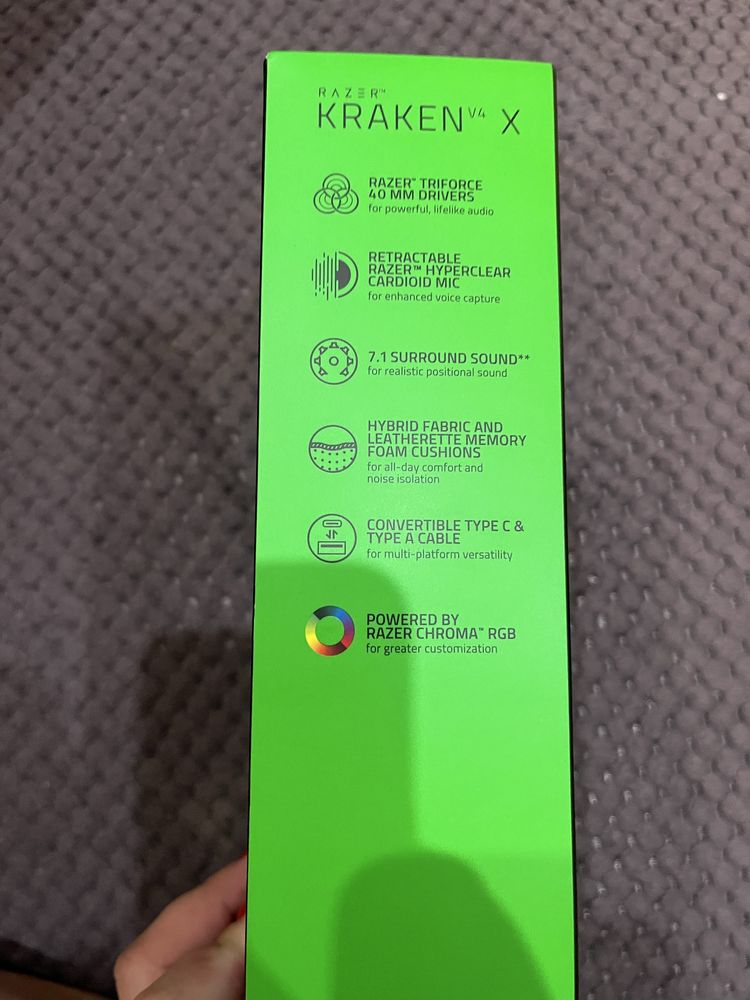 RAZER™
KRAKEN V4 X
RAZER™ TRIFORCE
40 MM DRIVERS
for powerful, lifelike audio
RETRACTABLE
RAZER™ HYPERCLEAR
CARDIOID MIC
for enhanced voice capture
7.1 SURROUND SOUND**
for realistic positional sound
HYBRID FABRIC AND
LEATHERETTE MEMORY
FOAM CUSHIONS
for all-day comfort and
noise isolation
CONVERTIBLE TYPE C &
TYPE A CABLE
for multi-platform versatility
POWERED BY
RAZER CHROMA™ RGB
for greater customization